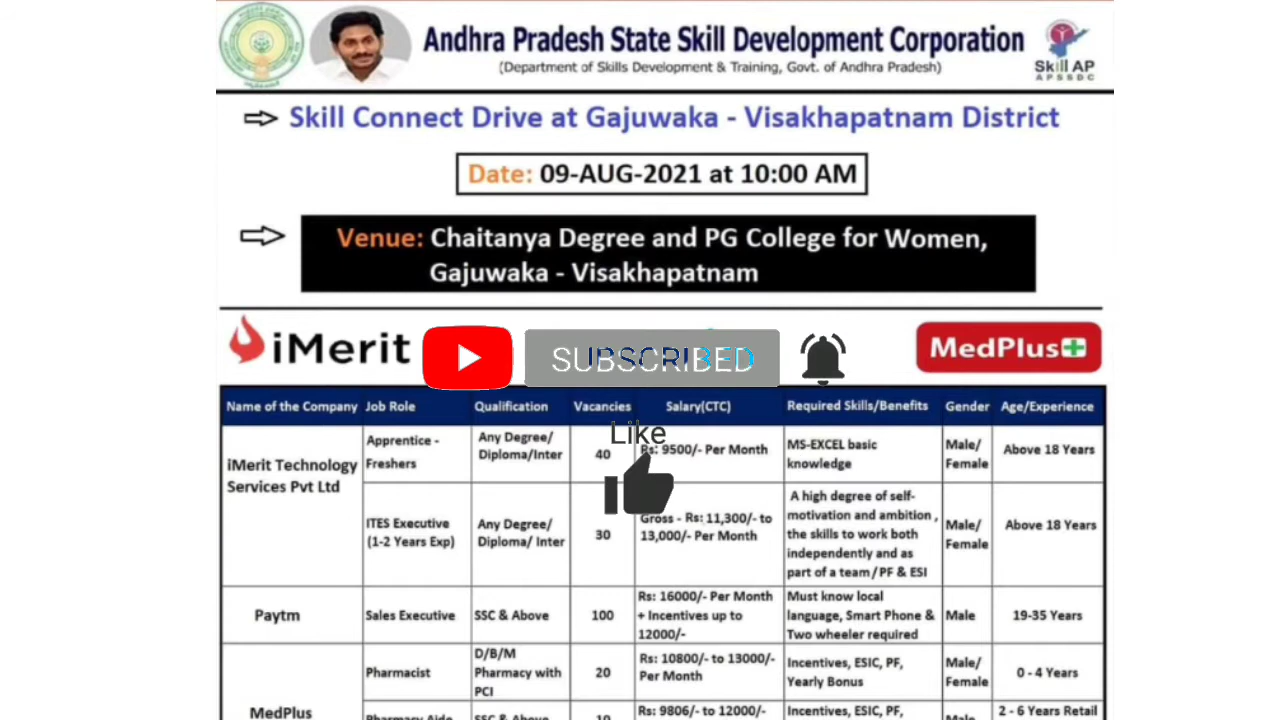 Andhra Pradesh State Skill Development Corporation
(Department of Skills Development & Training, Govt. of Andhra Pradesh)
Skill AP
APSSDC
Skill Connect Drive at Gajuwaka - Visakhapatnam District
Date: 09-AUG-2021 at 10:00 AM
Venue: Chaitanya Degree and PG College for Women,
Gajuwaka - Visakhapatnam
iMerit
SUBSCRIBED
MedPlus
Name of the Company Job Role Qualification Vacancies Salary(CTC) Required Skills/Benefits Gender Age/Experience
Like
iMerit Technology
Services Pvt Ltd
Apprentice -
Freshers
Any Degree/
Diploma/Inter
40
Rs: 9500/- Per Month
MS-EXCEL basic
knowledge
Male/
Female
Above 18 Years
ITES Executive
(1-2 Years Exp)
Any Degree/
Diploma/ Inter
30
Gross - Rs: 11,300/- to
13,000/- Per Month
A high degree of self-
motivation and ambition ,
the skills to work both
independently and as
part of a team/PF & ESI
Male/
Female
Above 18 Years
Paytm
Sales Executive
SSC & Above
100
Rs: 16000/- Per Month
+ Incentives up to
12000/-
Must know local
language, Smart Phone &
Two wheeler required
Male
19-35 Years
MedPlus
Pharmacist
D/B/M
Pharmacy with
PCI
20
Rs: 10800/- to 13000/-
Per Month
Incentives, ESIC, PF,
Yearly Bonus
Male/
Female
0 - 4 Years
Pharmacy Aide
SSC & Above
10
Rs: 9806/- to 12000/-
Incentives, ESIC, PF,
Male
2 - 6 Years Retail